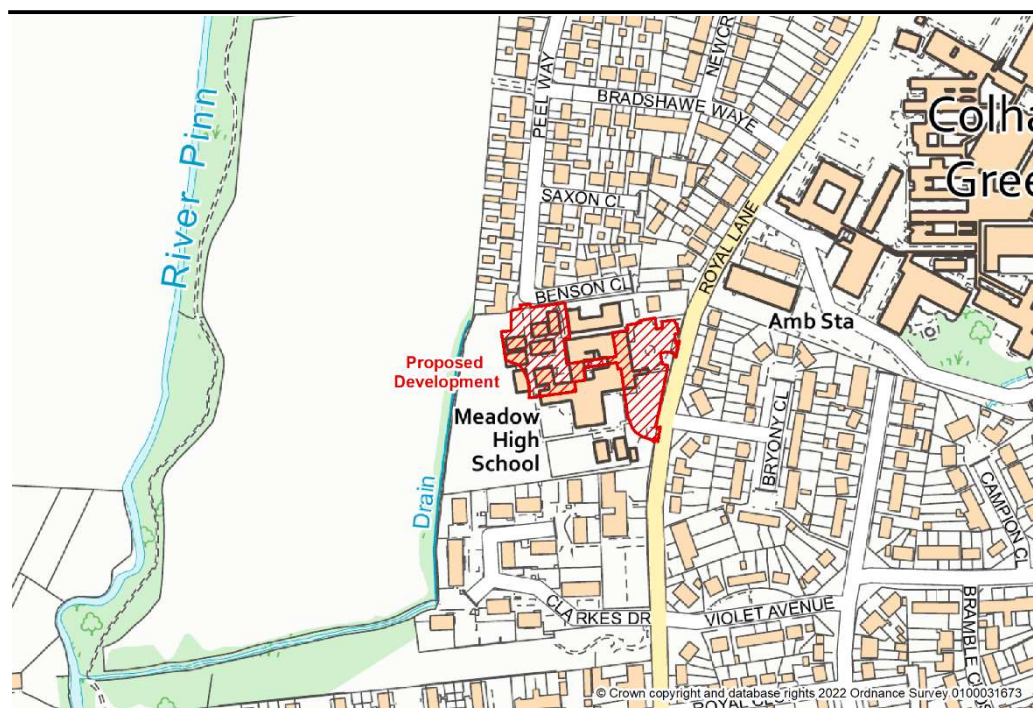 River Pinn
PEEL WAY
NEWCR
BRADSHAWE WAYE
Colha
Gree
SAXON CL
ROYAL LANE
BENSON CL
Amb Sta
Proposed
Development
Meadow
High
School
Drain
BRYONY CL
CAMPION CL
CLARKES DR
VIOLET AVENUE
BRAMBLE C
© Crown copyright and database rights 2022 Ordnance Survey 0100031673